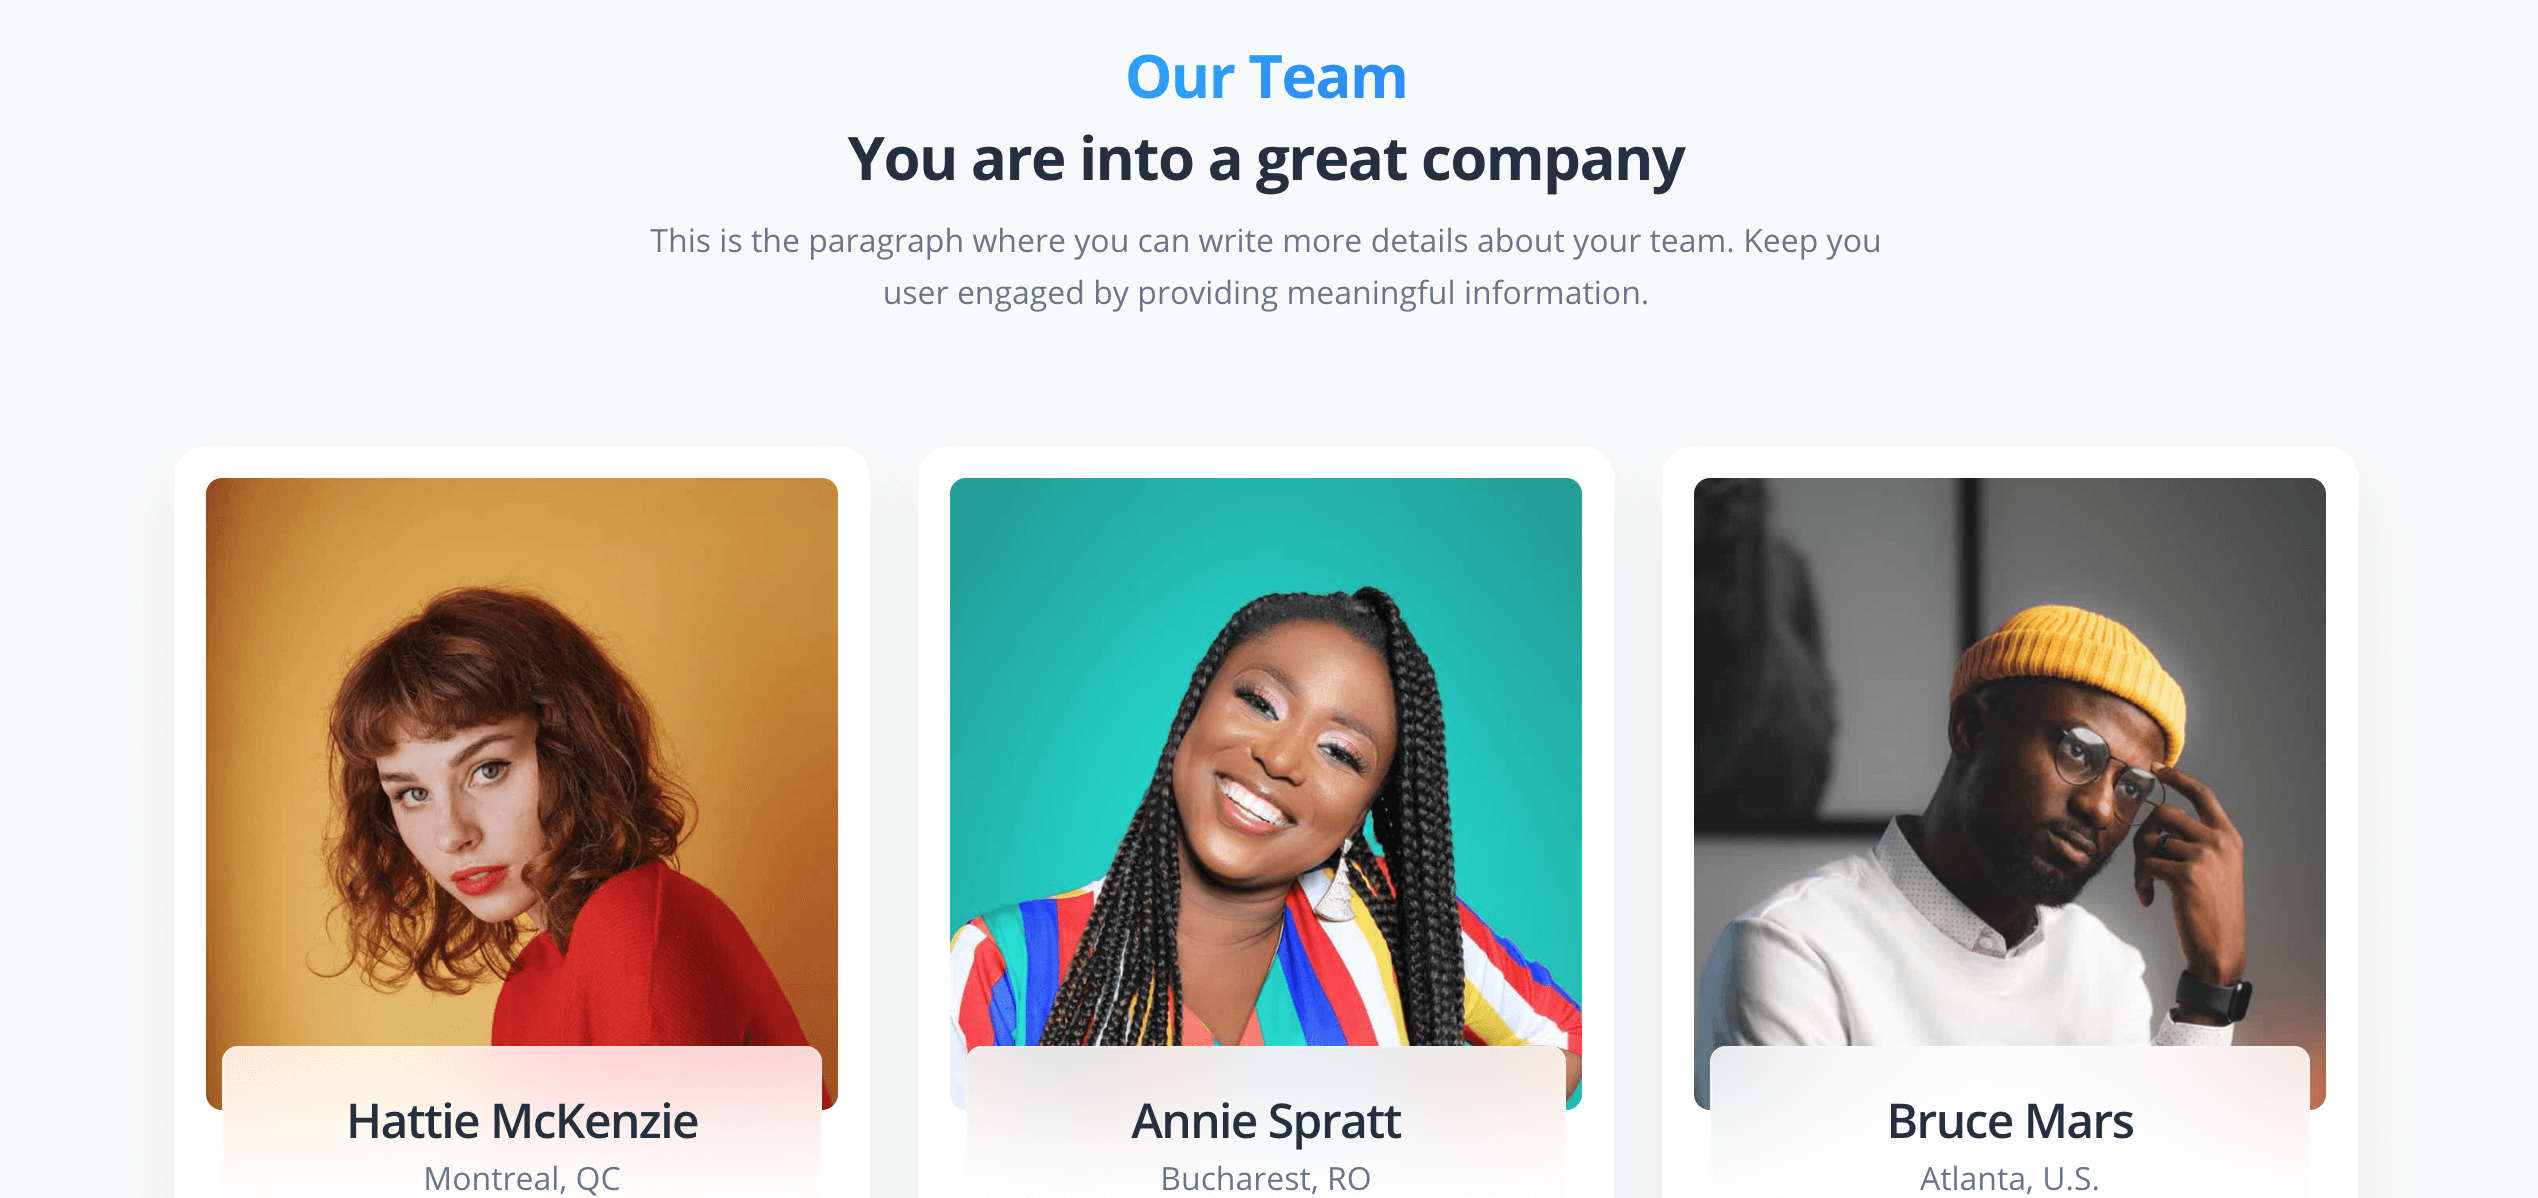 Our Team
You are into a great company
This is the paragraph where you can write more details about your team. Keep you
user engaged by providing meaningful information.
Hattie McKenzie
Montreal, QC
Annie Spratt
Bucharest, RO
Bruce Mars
Atlanta, U.S.